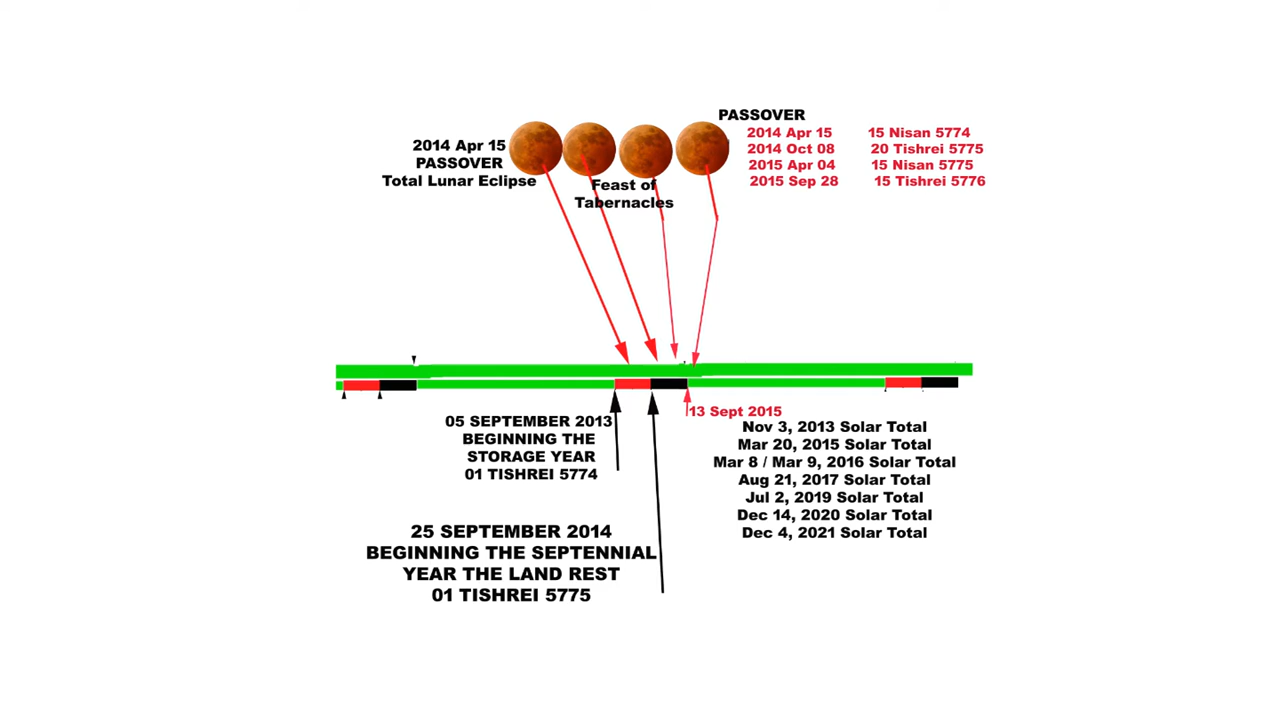 PASSOVER
2014 Apr 15 15 Nisan 5774
2014 Oct 08 20 Tishrei 5775
2015 Apr 04 15 Nisan 5775
2015 Sep 28 15 Tishrei 5776
2014 Apr 15
PASSOVER
Total Lunar Eclipse
Feast of
Tabernacles
13 Sept 2015
05 SEPTEMBER 2013
BEGINNING THE
STORAGE YEAR
01 TISHREI 5774
Nov 3, 2013 Solar Total
Mar 20, 2015 Solar Total
Mar 8 / Mar 9, 2016 Solar Total
Aug 21, 2017 Solar Total
Jul 2, 2019 Solar Total
Dec 14, 2020 Solar Total
Dec 4, 2021 Solar Total
25 SEPTEMBER 2014
BEGINNING THE SEPTENNIAL
YEAR THE LAND REST
01 TISHREI 5775